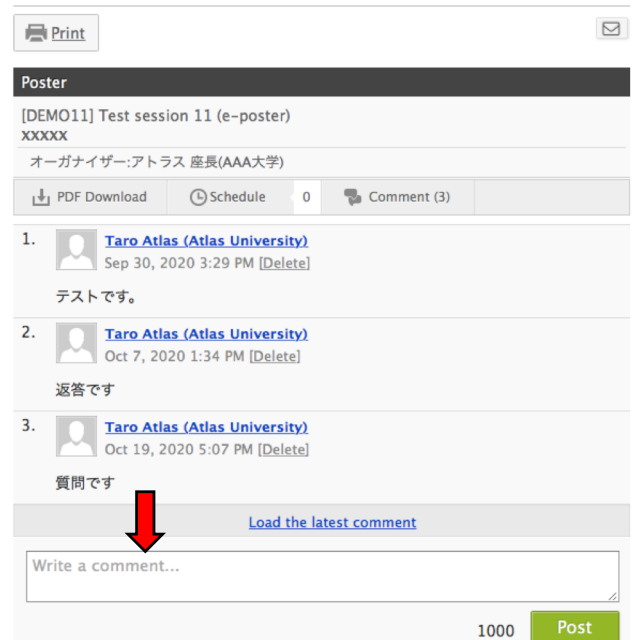 Print
Poster
[DEMO11] Test session 11 (e-poster)
xxxxx
オーガナイザー:アトラス 座長(AAA大学)
PDF Download Schedule 0 Comment (3)
1. Taro Atlas (Atlas University)
Sep 30, 2020 3:29 PM [Delete]
テストです。
2. Taro Atlas (Atlas University)
Oct 7, 2020 1:34 PM [Delete]
返答です
3. Taro Atlas (Atlas University)
Oct 19, 2020 5:07 PM [Delete]
質問です
Load the latest comment
Write a comment...
1000 Post